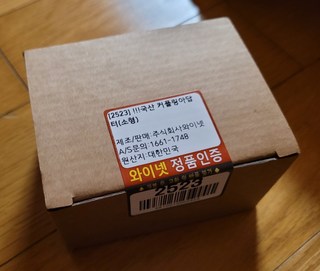 [2523] !!!국산 커플링아답
터(소형)
제조/판매:주식회사와이넷
A/S문의:1661-1748
원산지:대한민국
와이넷 정품인증
2523